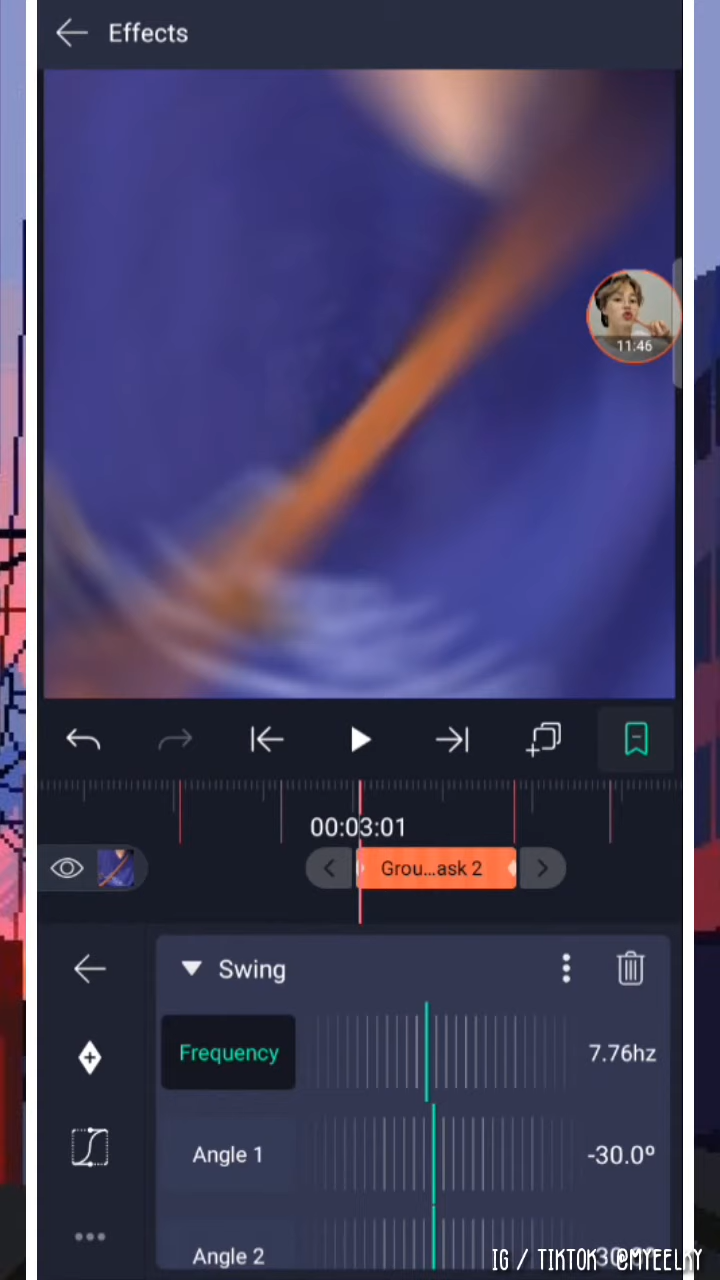 Effects
11:46
00:03:01
Grou...ask 2
Swing
Frequency
7.76hz
Angle 1
-30.0º
Angle 2
IG / TIKTOK @MYEELKY